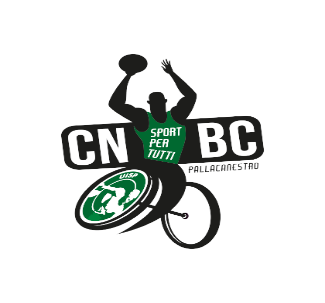 SPORT
PER
TUTTI
CN BC
PALLACANESTRO
UISP